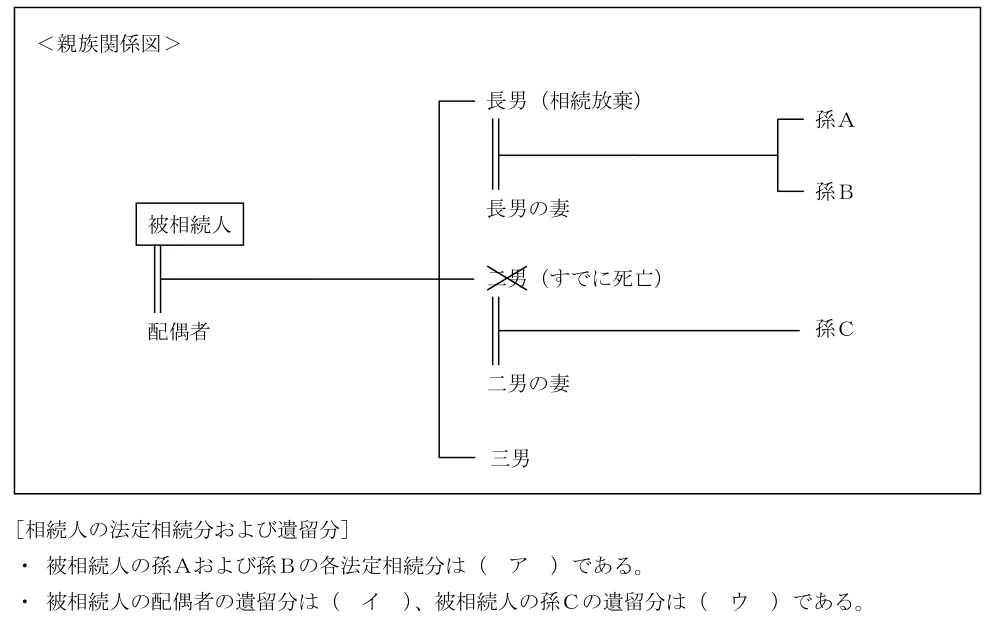 ＜親族関係図＞
長男（相続放棄）
孫Ａ
孫Ｂ
長男の妻
被相続人
二男（すでに死亡）
配偶者
孫Ｃ
二男の妻
三男
［相続人の法定相続分および遺留分］
・ 被相続人の孫Ａおよび孫Ｂの各法定相続分は（　ア　）である。
・ 被相続人の配偶者の遺留分は（　イ　）、被相続人の孫Ｃの遺留分は（　ウ　）である。